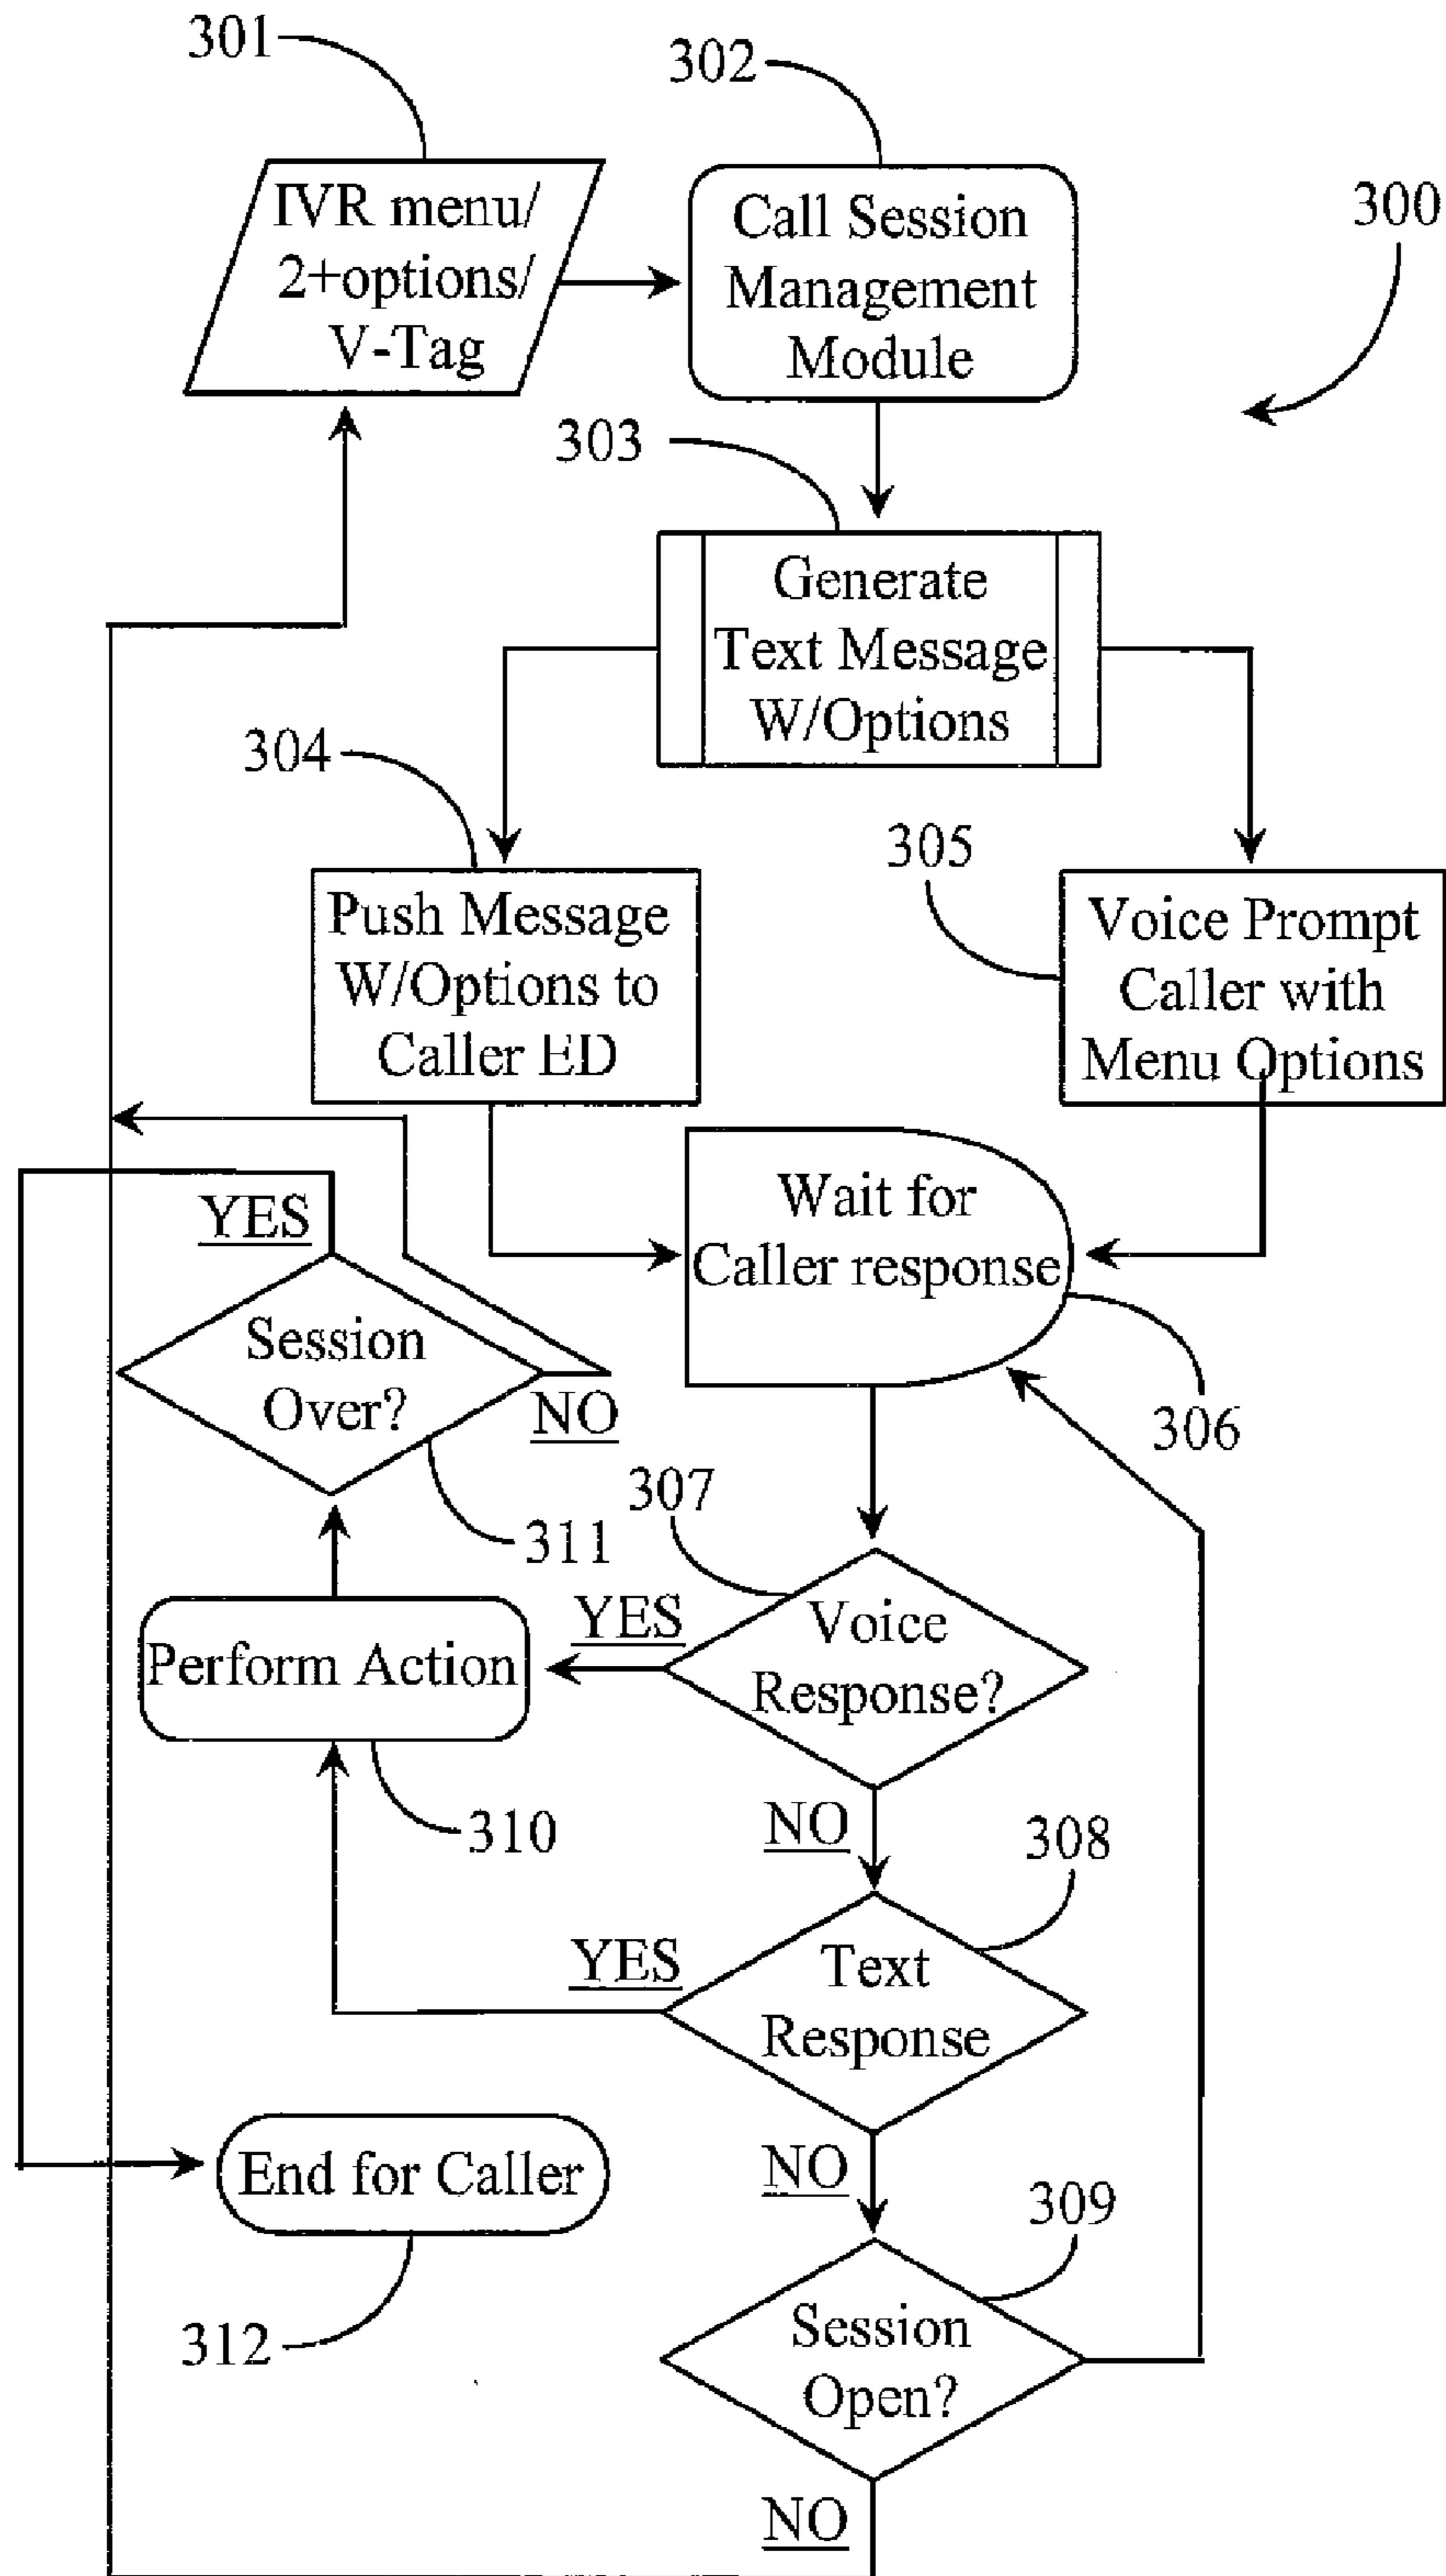 301
302
IVR menu/
2+options/
V-Tag
Call Session
Management
Module
300
303
Generate
Text Message
W/Options
304
305
Push Message
W/Options to
Caller ED
Voice Prompt
Caller with
Menu Options
Wait for
Caller response
306
YES
Session
Over?
NO
311
307
Voice
Response?
YES
Perform Action
310
NO
308
Text
Response
YES
End for Caller
312
NO
309
Session
Open?
NO